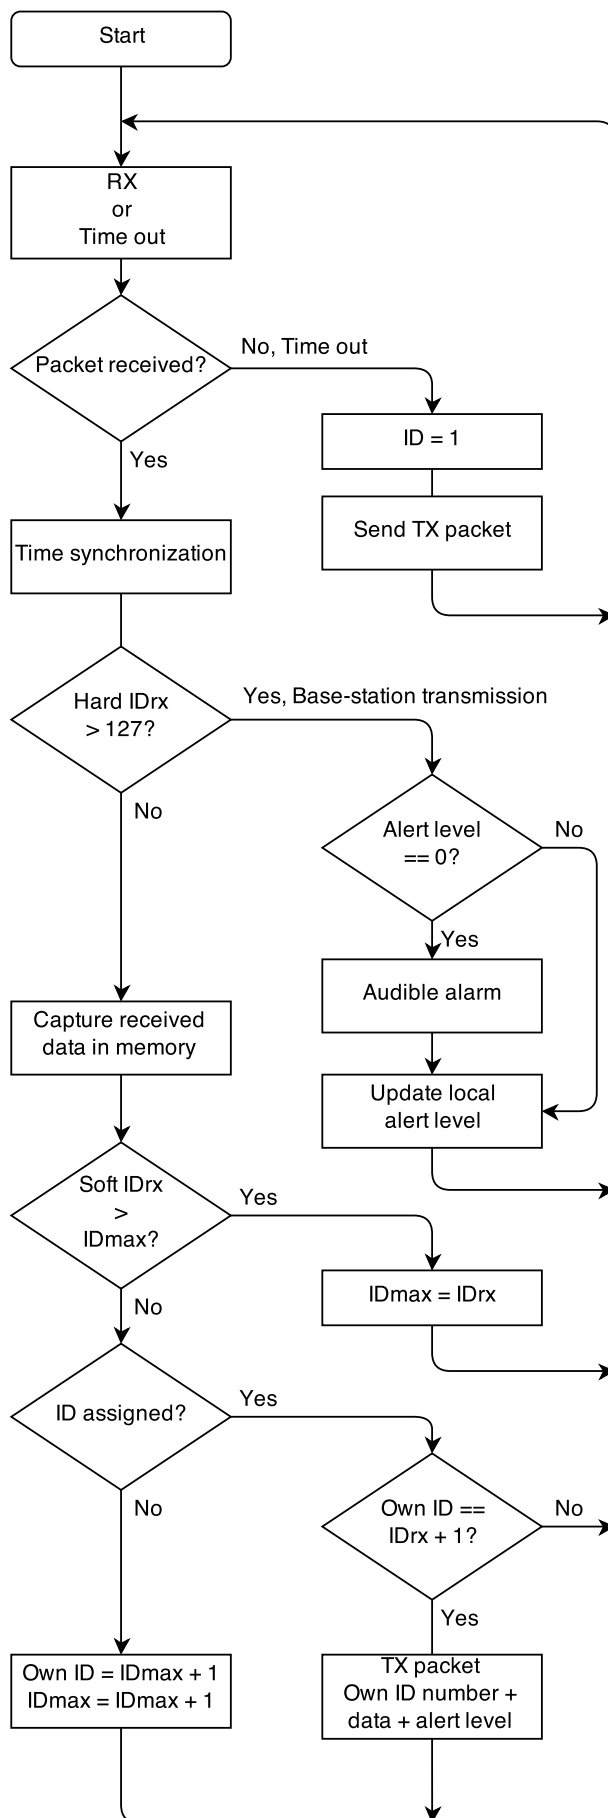 Start
RX
or
Time out
Packet received?
No, Time out
ID = 1
Yes
Send TX packet
Time synchronization
Hard IDrx
> 127?
Yes, Base-station transmission
No
Alert level
== 0?
No
Yes
Audible alarm
Capture received
data in memory
Update local
alert level
Soft IDrx
>
IDmax?
Yes
IDmax = IDrx
No
ID assigned?
Yes
No
Own ID ==
IDrx + 1?
No
Yes
Own ID = IDmax + 1
IDmax = IDmax + 1
TX packet
Own ID number +
data + alert level